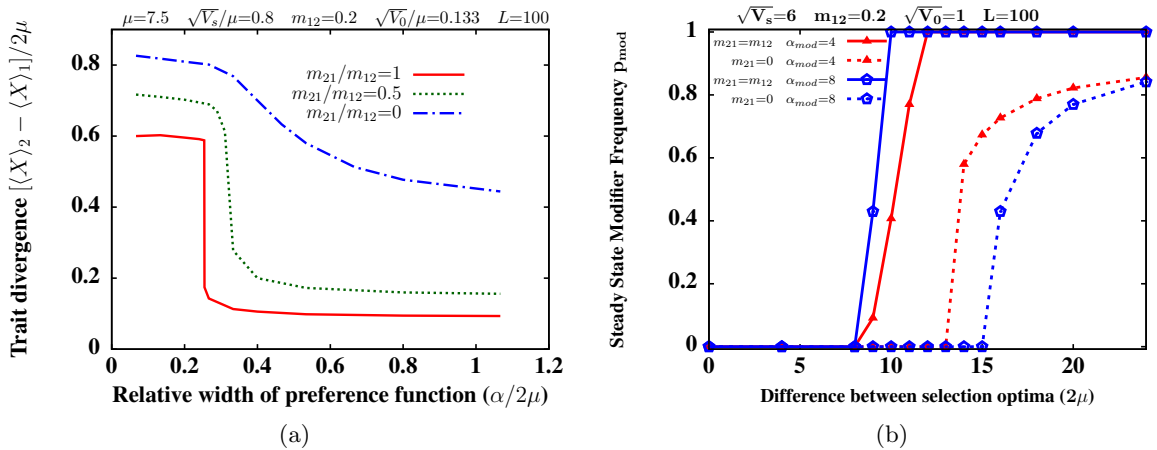 μ=7.5 √V_s/μ=0.8 m_12=0.2 √V_0/μ=0.133 L=100
Trait divergence [⟨X⟩_2 − ⟨X⟩_1]/2μ
m_21/m_12=1
m_21/m_12=0.5
m_21/m_12=0
0.8
0.6
0.4
0.2
0
0 0.2 0.4 0.6 0.8 1 1.2
Relative width of preference function (α/2μ)
(a)
√V_s=6 m_12=0.2 √V_0=1 L=100
Steady State Modifier Frequency p_mod
m_21=m_12 α_mod=4
m_21=0 α_mod=4
m_21=m_12 α_mod=8
m_21=0 α_mod=8
1
0.8
0.6
0.4
0.2
0
0 5 10 15 20
Difference between selection optima (2μ)
(b)